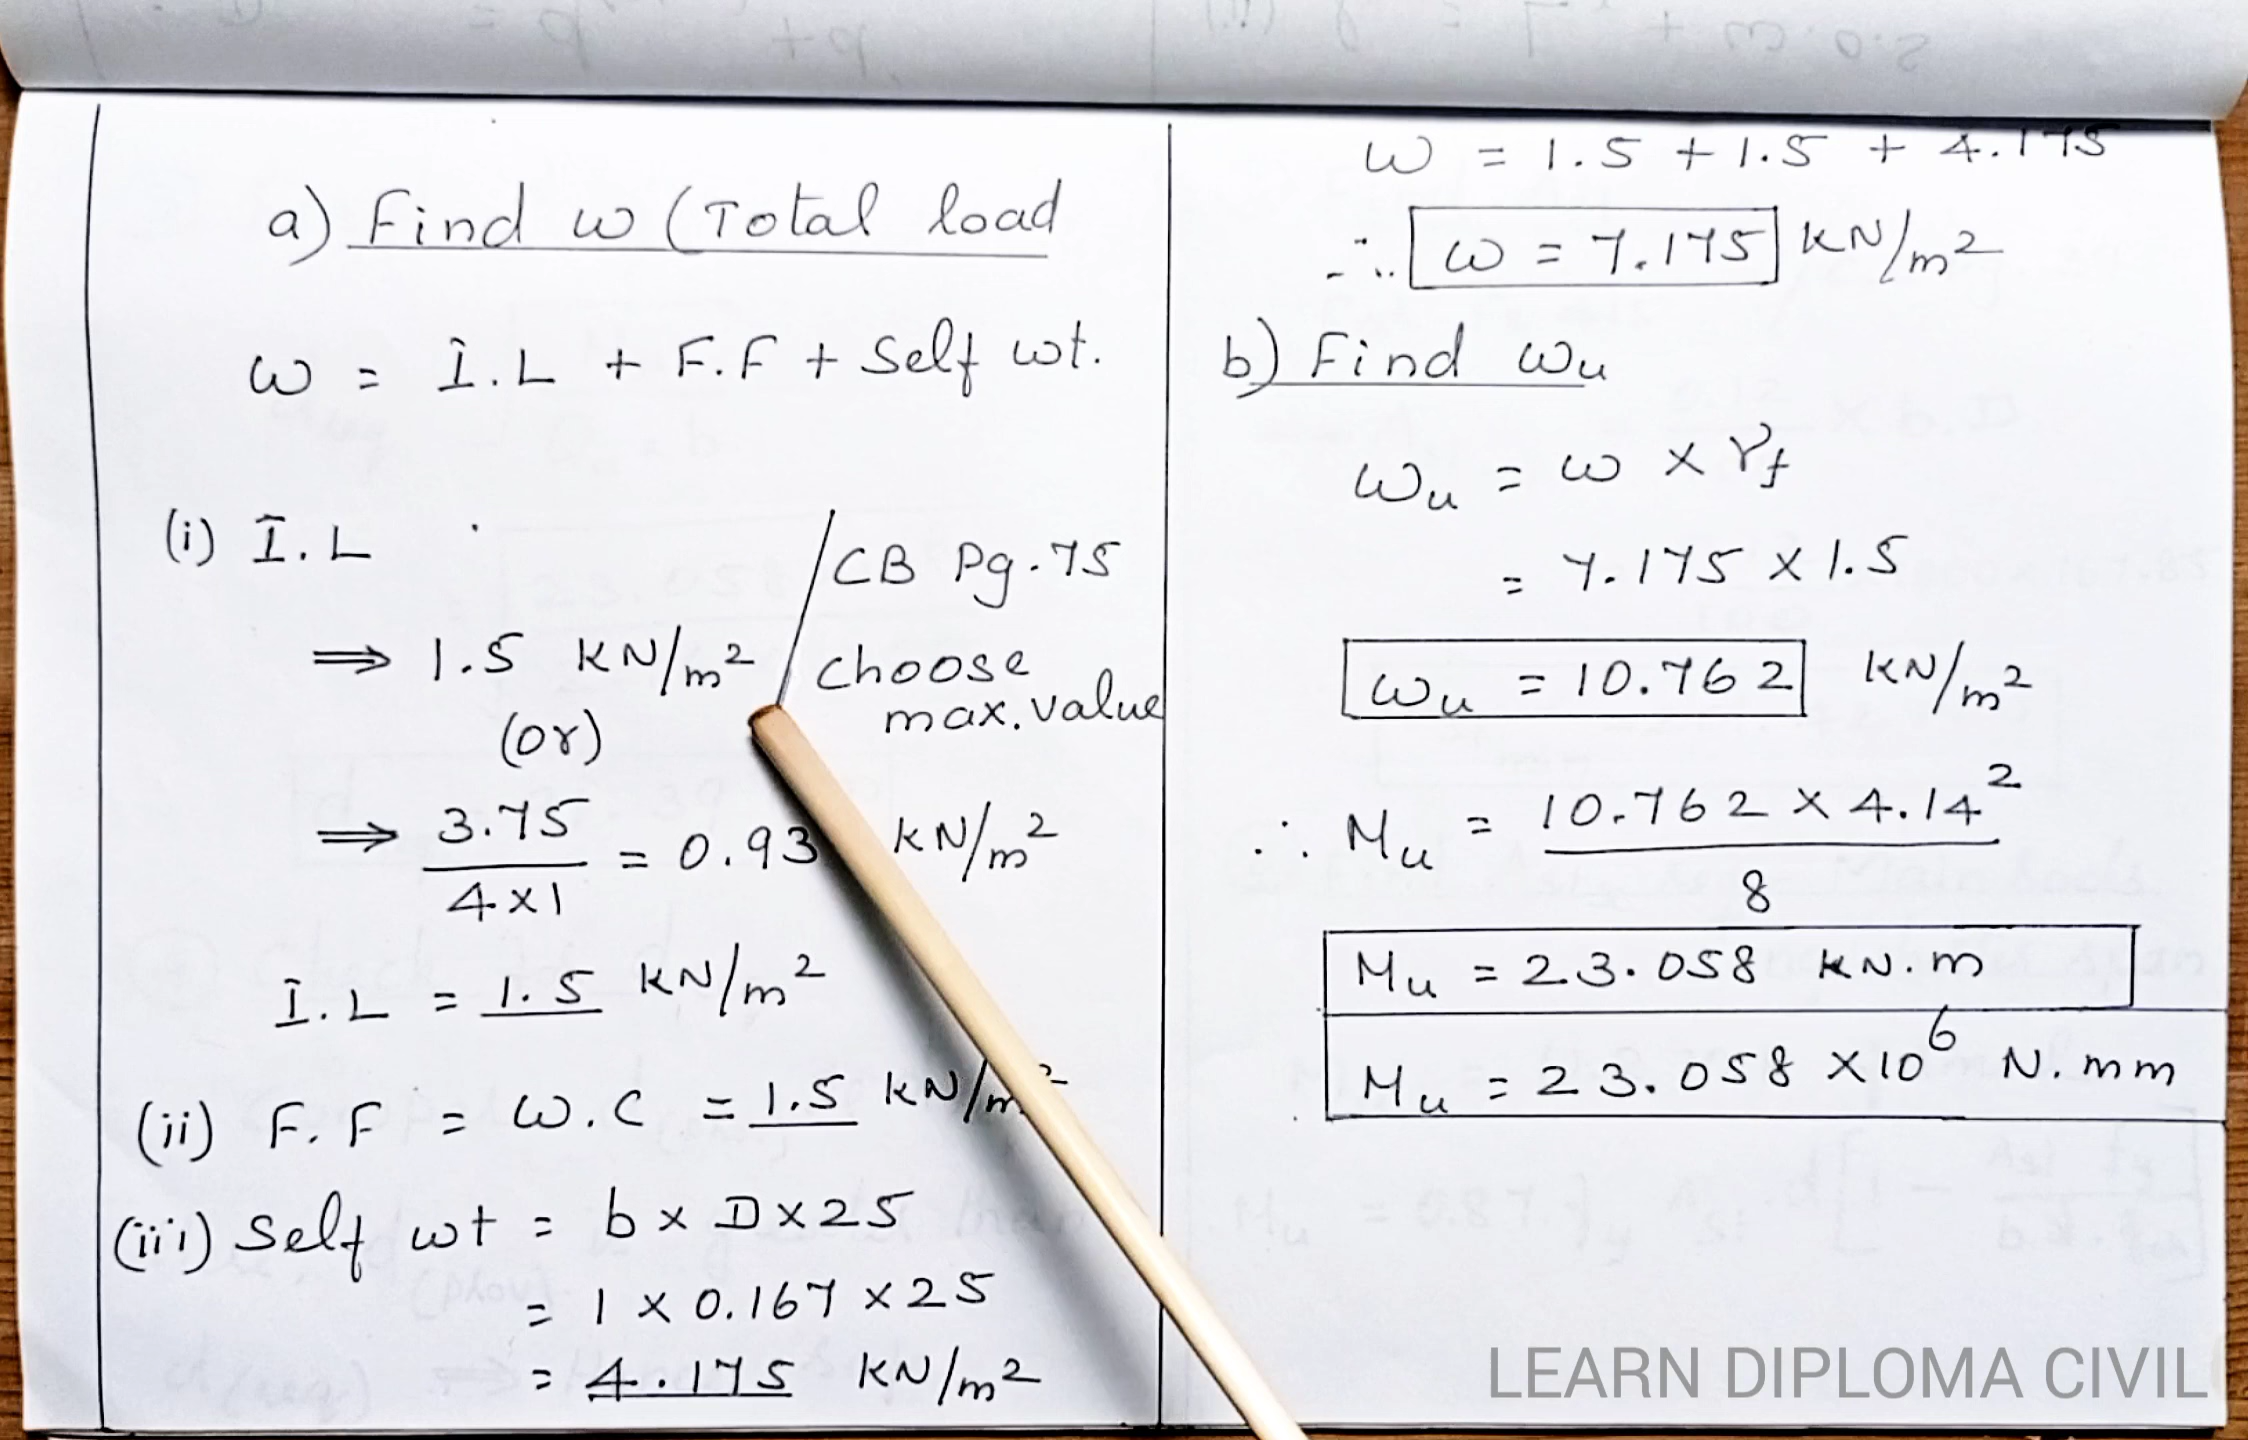 a) Find w (Total load
w = I.L + F.F + Self wt.
(i) I.L
CB Pg.75
⇒ 1.5 KN/m²
choose
max. value
(or)
⇒ 3.75 / 4×1 = 0.93 KN/m²
I.L = 1.5 KN/m²
(ii) F.F = W.C = 1.5 KN/m²
(iii) Self wt = b × D × 25
= 1 × 0.167 × 25
= 4.175 KN/m²
w = 1.5 + 1.5 + 4.175
∴ w = 7.175 KN/m²
b) Find wu
wu = w × γf
= 7.175 × 1.5
wu = 10.762 KN/m²
∴ Mu = 10.762 × 4.14² / 8
Mu = 23.058 KN.m
Mu = 23.058 × 10⁶ N.mm
LEARN DIPLOMA CIVIL